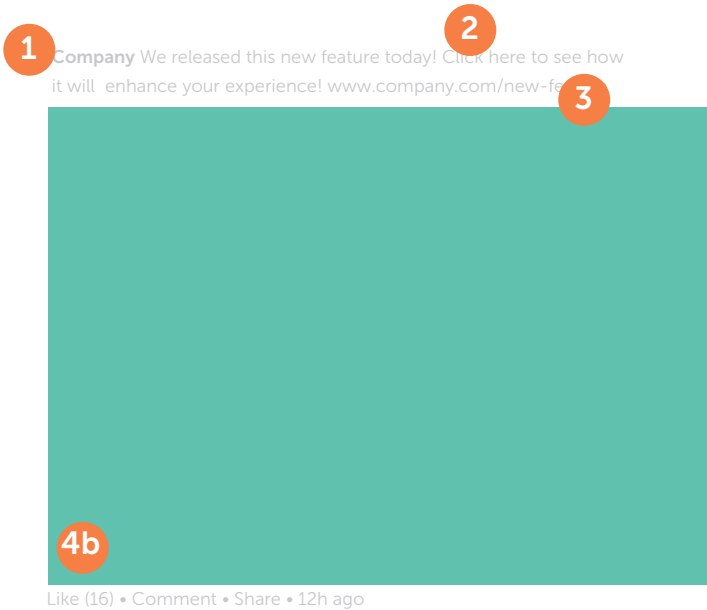 2
1
Company We released this new feature today! Click here to see how
it will enhance your experience! www.company.com/new-fe
3
4b
Like (16) • Comment • Share • 12h ago